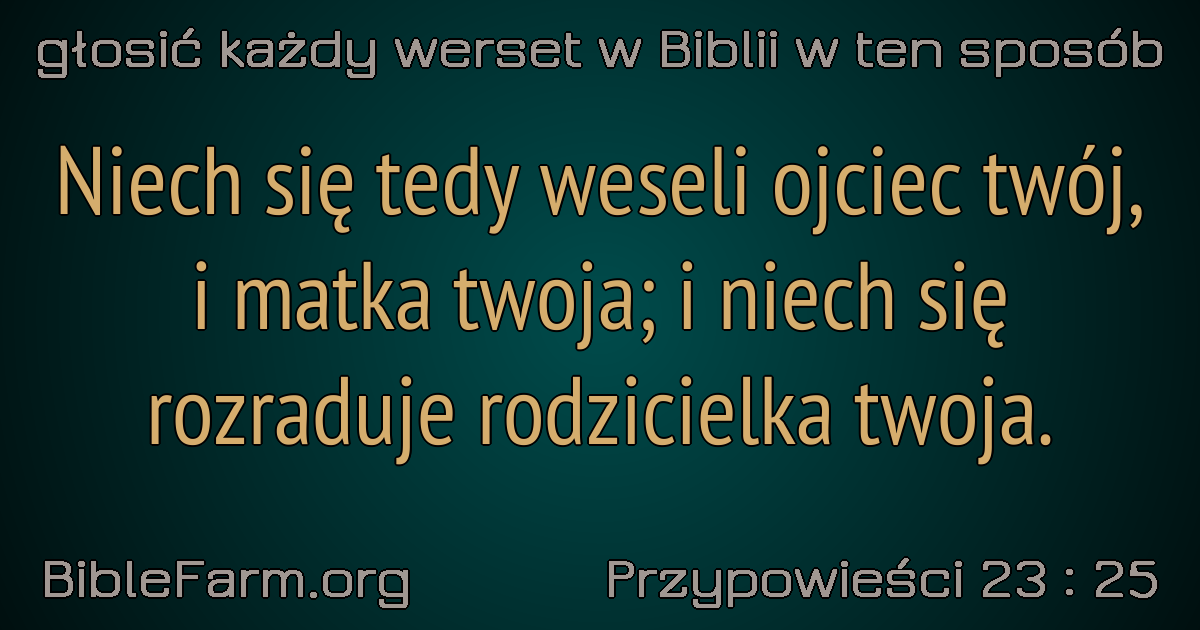 głosić każdy werset w Biblii w ten sposób
Niech się tedy weseli ojciec twój,
i matka twoja; i niech się
rozraduje rodzicielka twoja.
BibleFarm.org
Przypowieści 23 : 25